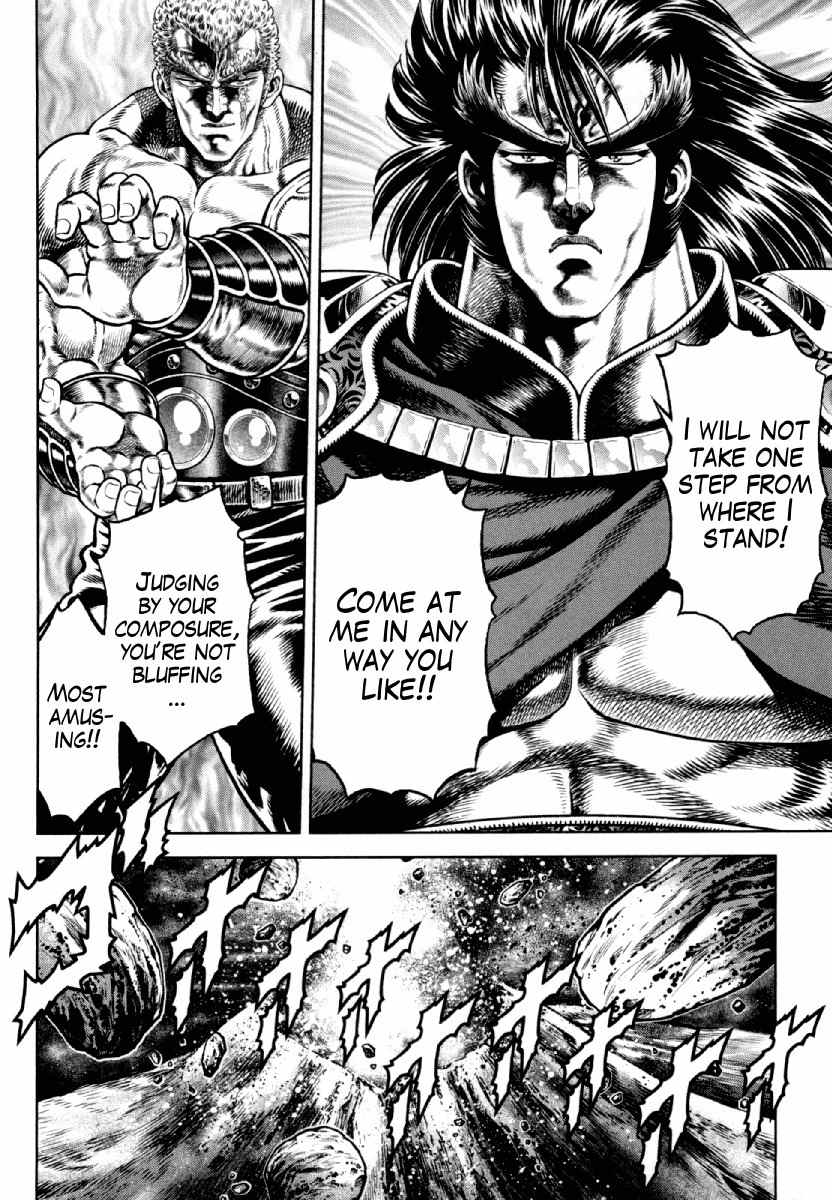 I WILL NOT
TAKE ONE
STEP FROM
WHERE I
STAND!
COME AT
ME IN ANY
WAY YOU
LIKE!!
JUDGING
BY YOUR
COMPOSURE,
YOU'RE NOT
BLUFFING
...
MOST
AMUS-
ING!!